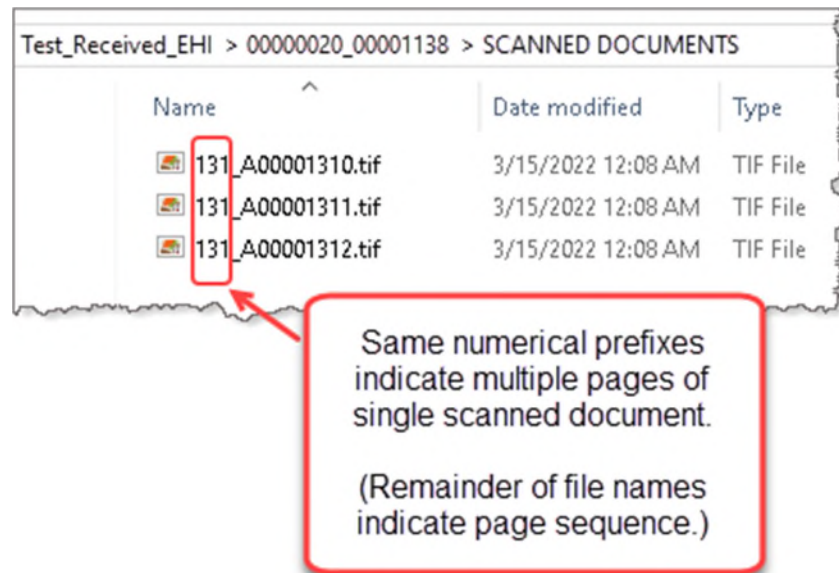 Test_Received_EHI > 00000020_00001138 > SCANNED DOCUMENTS
Name Date modified Type
131_A00001310.tif 3/15/2022 12:08 AM TIF File
131_A00001311.tif 3/15/2022 12:08 AM TIF File
131_A00001312.tif 3/15/2022 12:08 AM TIF File
Same numerical prefixes
indicate multiple pages of
single scanned document.
(Remainder of file names
indicate page sequence.)